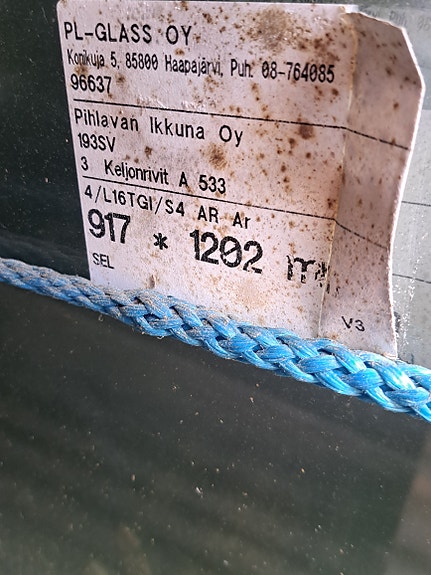 PL-GLASS OY
Konikuja 5, 85800 Haapajärvi, Puh. 08-764085
96637
Pihlavan Ikkuna Oy
193SV
3 Keljonrivit A 533
4/L16TGI/S4 AR Ar
917 * 1202 mm
SEL
V3